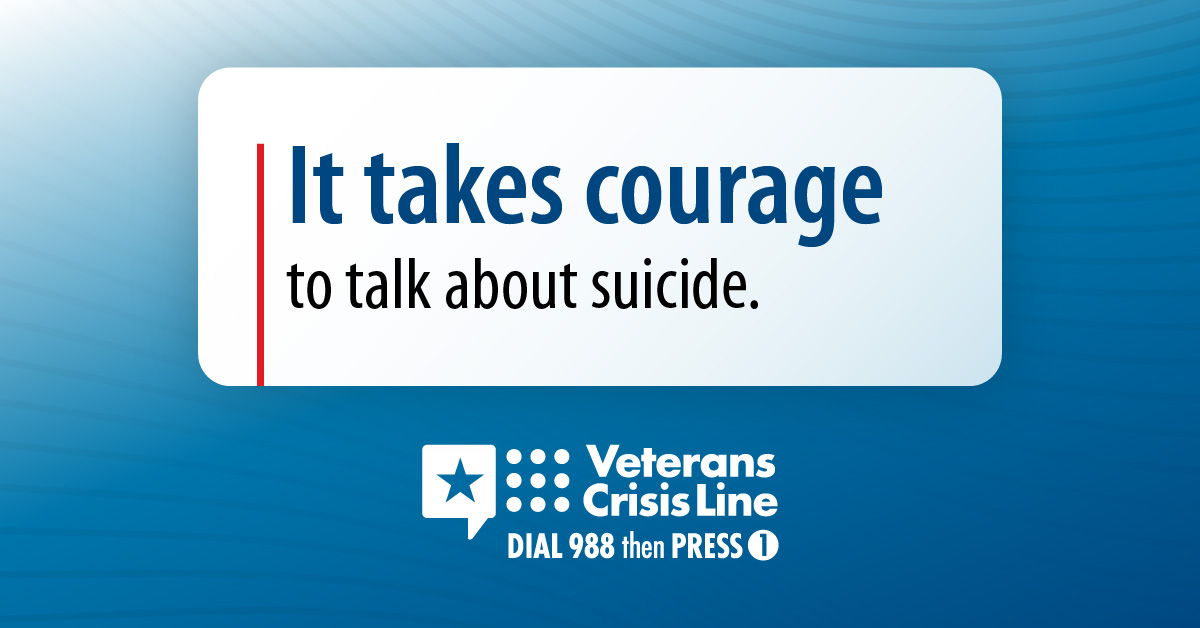 It takes courage
to talk about suicide.
Veterans
Crisis Line
DIAL 988 then PRESS 1